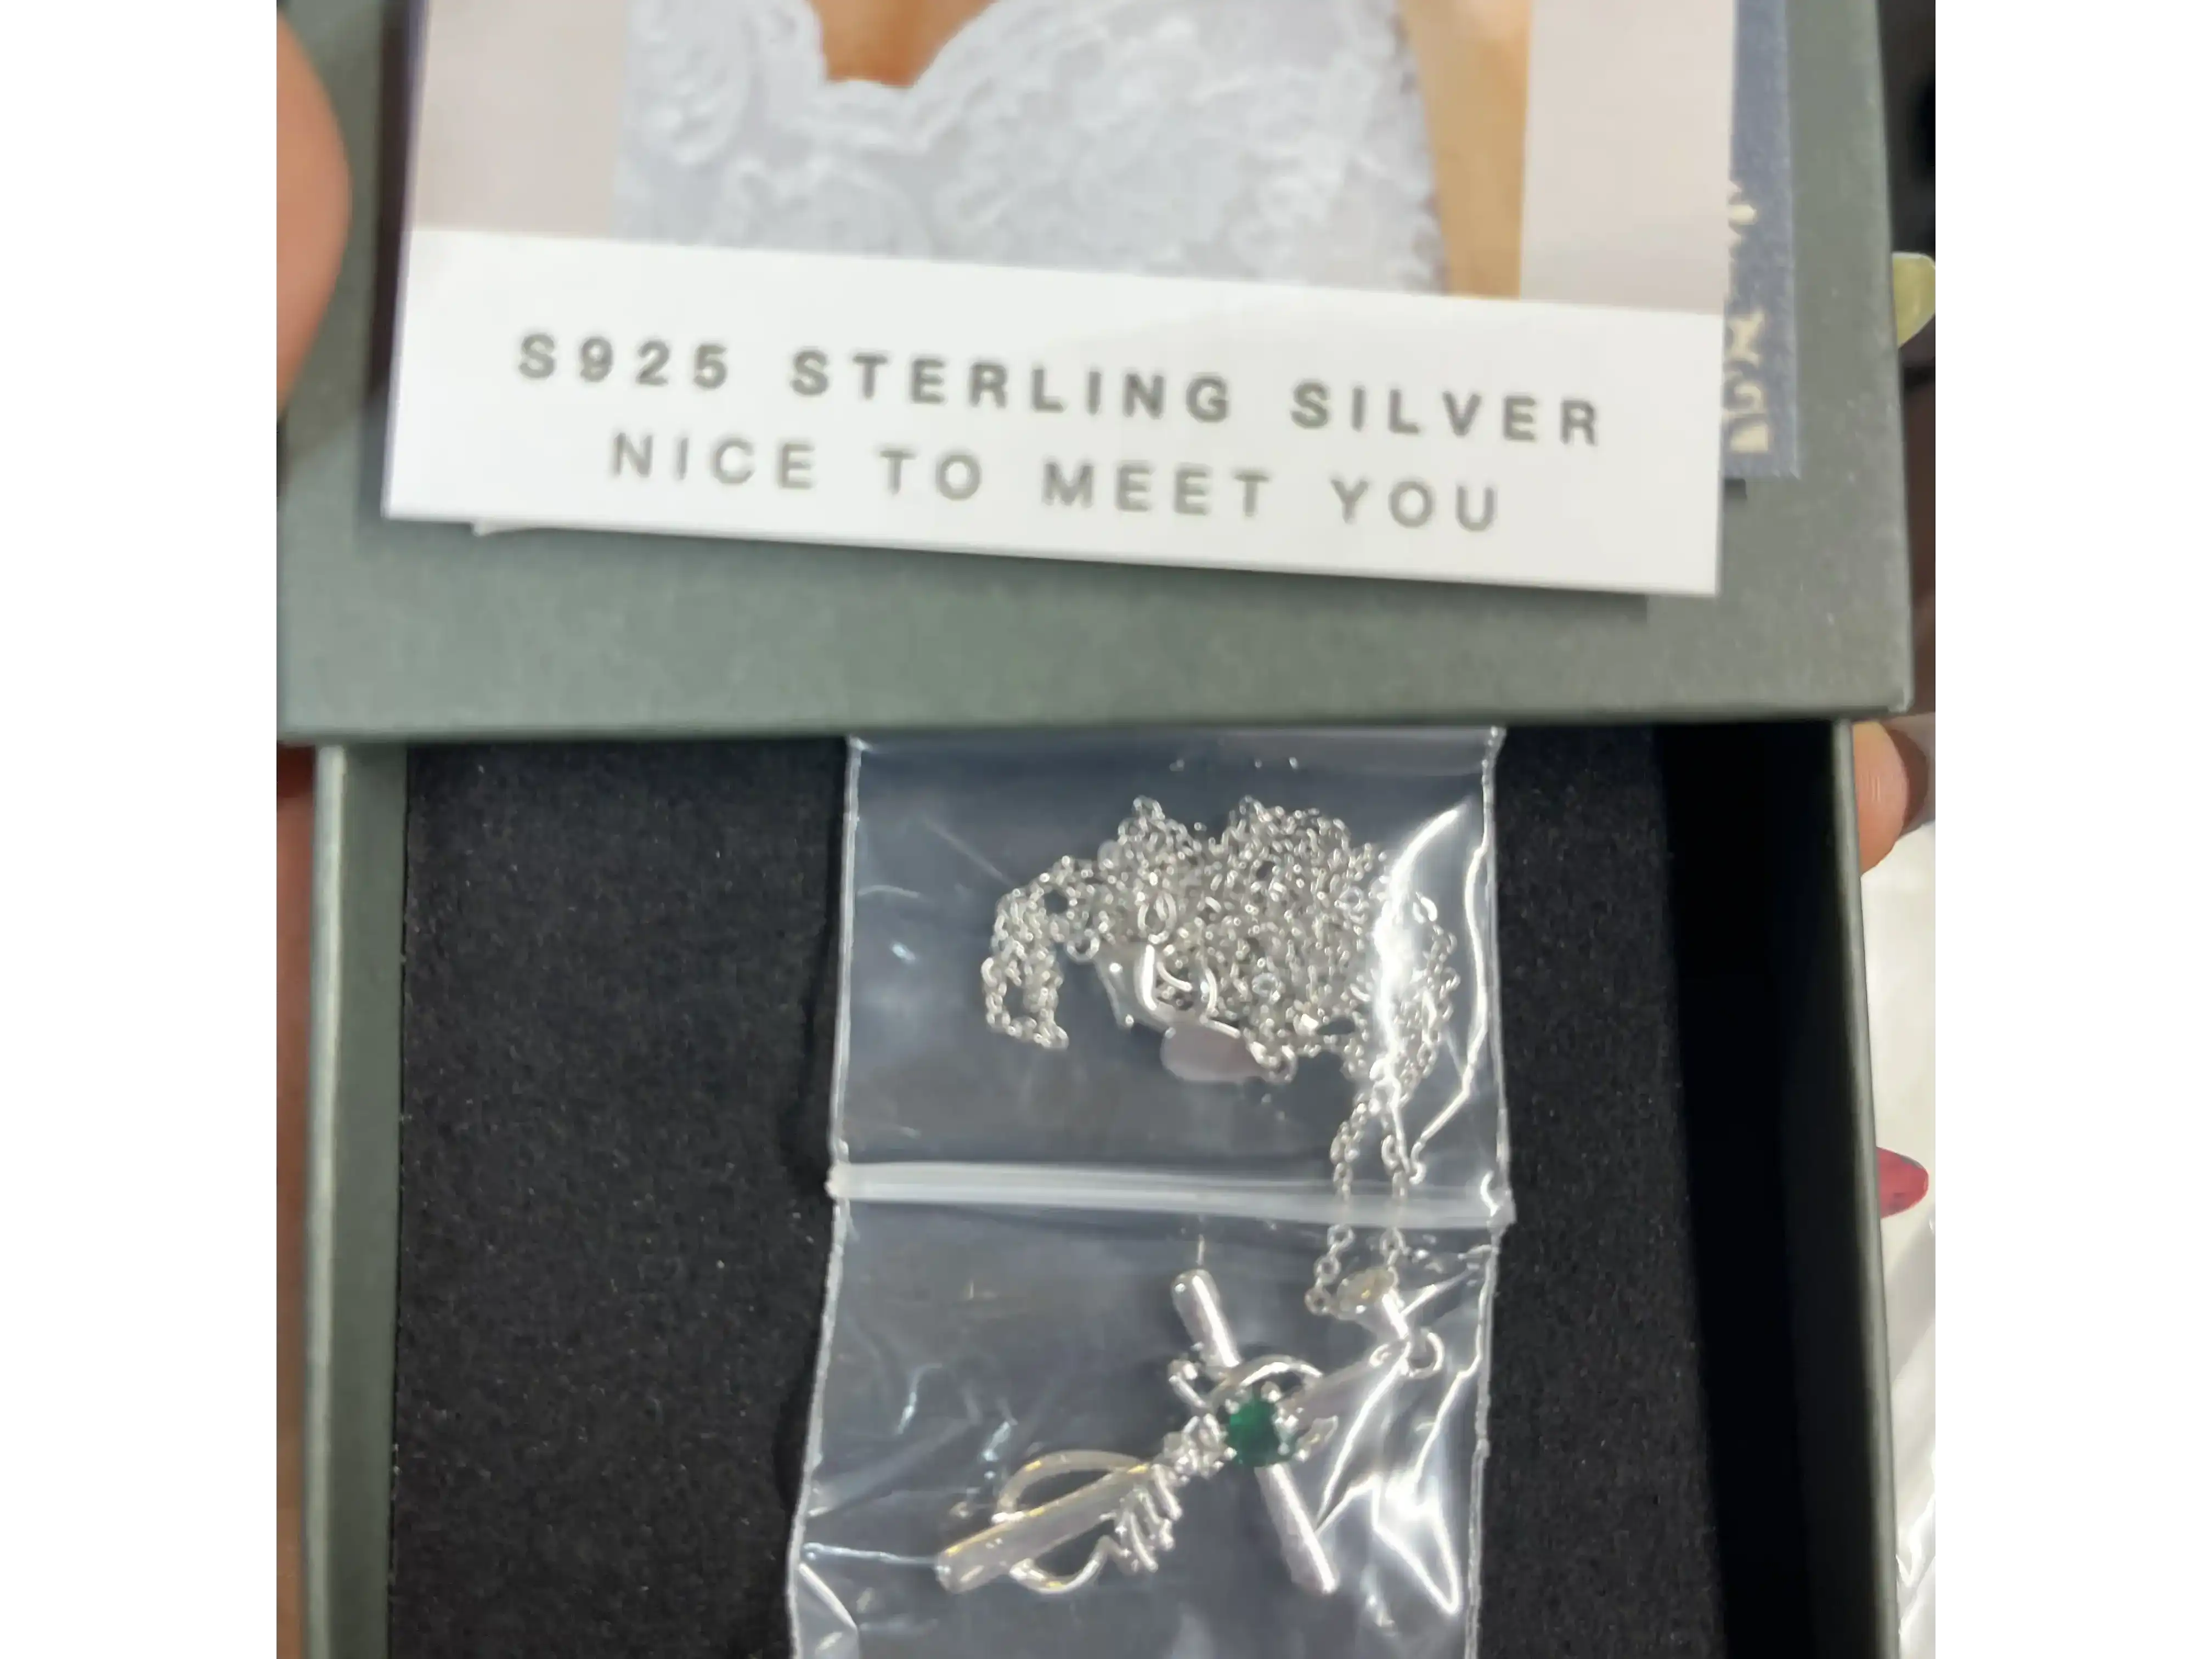 S925 STERLING SILVER
NICE TO MEET YOU